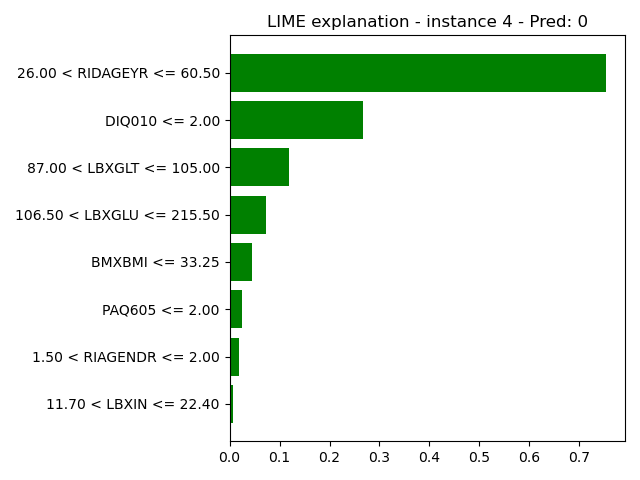 LIME explanation - instance 4 - Pred: 0
26.00 < RIDAGEYR <= 60.50
DIQ010 <= 2.00
87.00 < LBXGLT <= 105.00
106.50 < LBXGLU <= 215.50
BMXBMI <= 33.25
PAQ605 <= 2.00
1.50 < RIAGENDR <= 2.00
11.70 < LBXIN <= 22.40
0.0 0.1 0.2 0.3 0.4 0.5 0.6 0.7